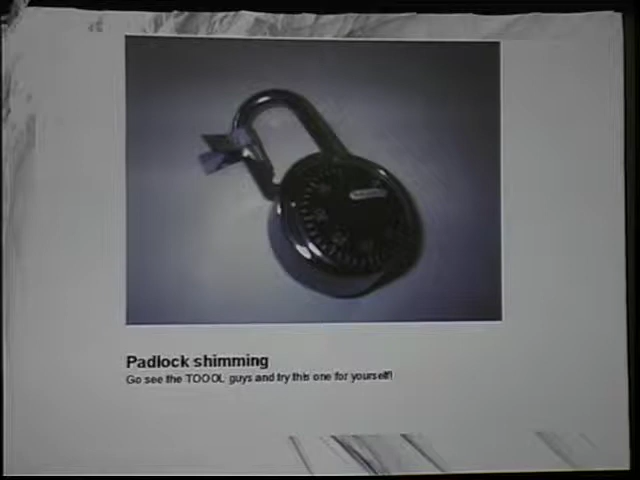 Padlock shimming
Go see the TOOOL guys and try this one for yourself!